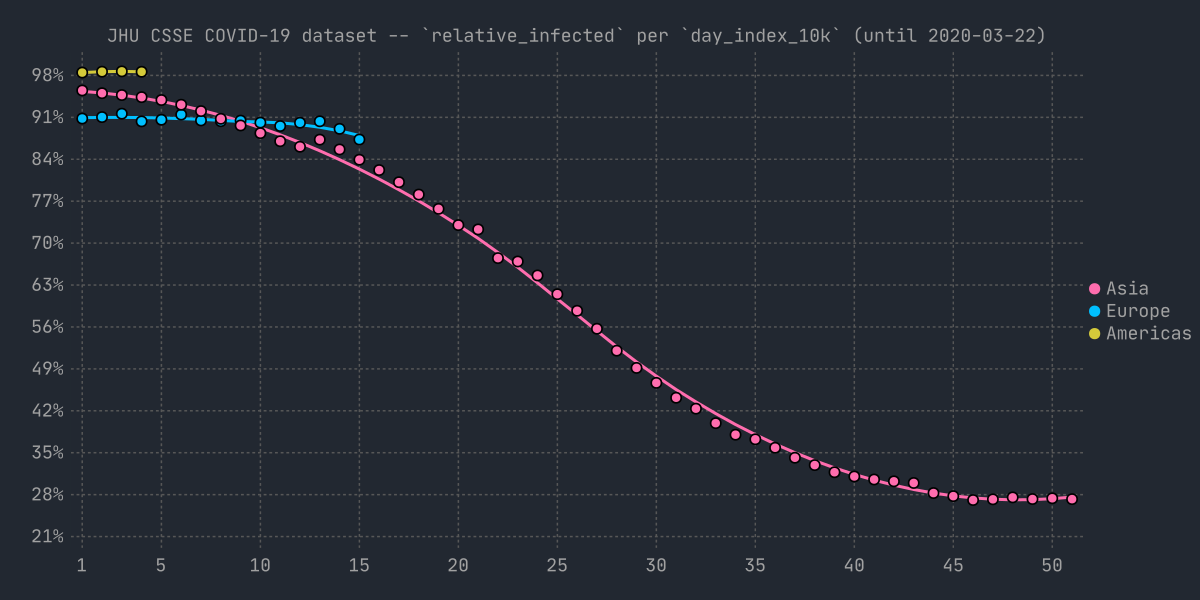 JHU CSSE COVID-19 dataset -- `relative_infected` per `day_index_10k` (until 2020-03-22)
98%
91%
84%
77%
70%
63%
56%
49%
42%
35%
28%
21%
1 5 10 15 20 25 30 35 40 45 50
Asia
Europe
Americas